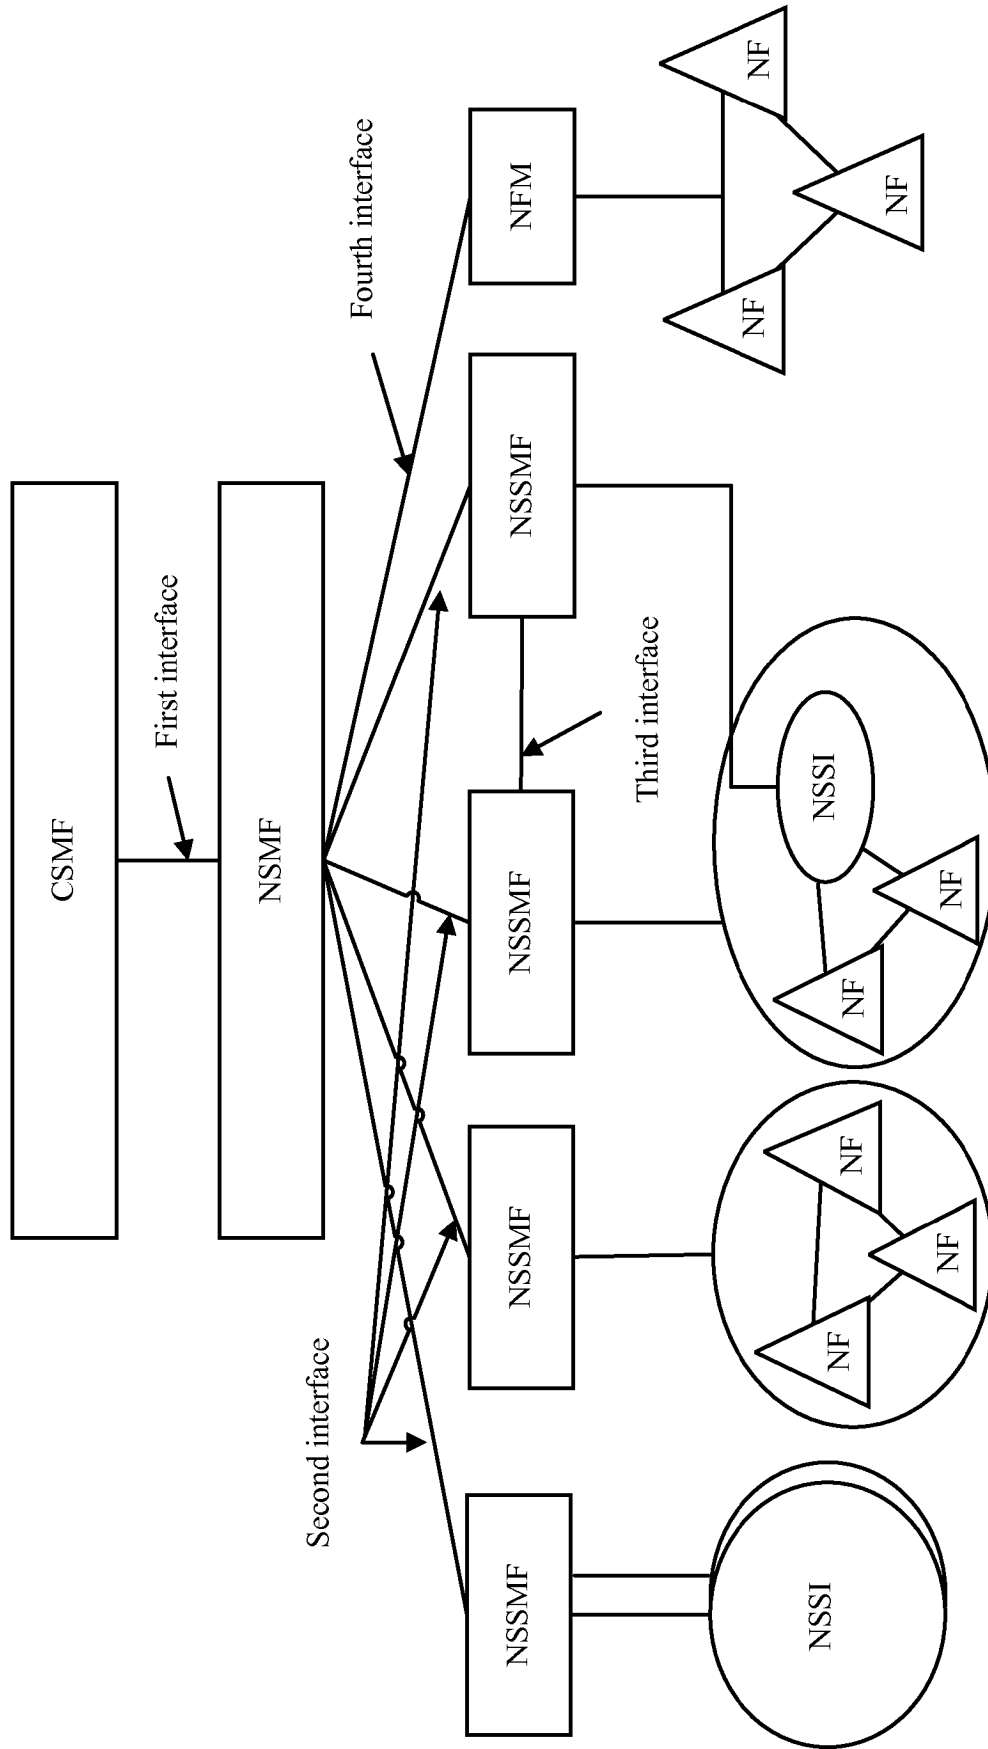 CSMF
First interface
NSMF
Second interface
Fourth interface
NSSMF
NSSMF
NSSMF
NSSMF
NFM
Third interface
NSSI
NF
NF
NF
NF
NF
NSSI
NF
NF
NF